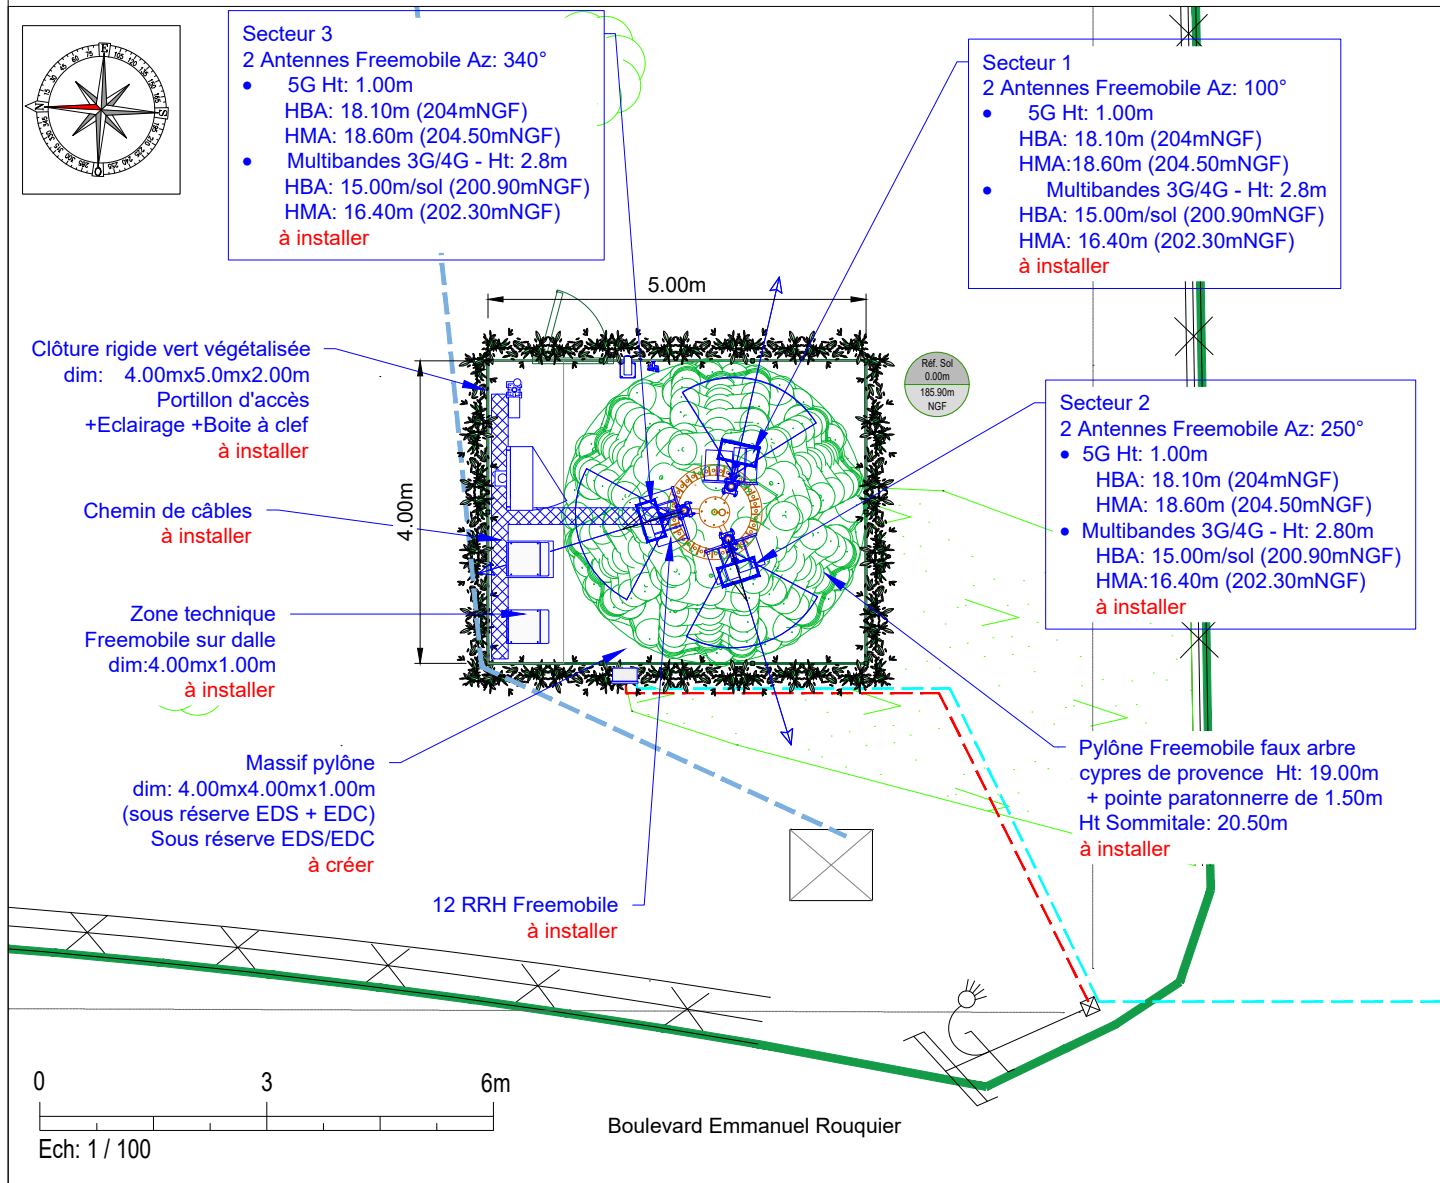 Secteur 3
2 Antennes Freemobile Az: 340°
• 5G Ht: 1.00m
HBA: 18.10m (204mNGF)
HMA: 18.60m (204.50mNGF)
• Multibandes 3G/4G - Ht: 2.8m
HBA: 15.00m/sol (200.90mNGF)
HMA: 16.40m (202.30mNGF)
à installer
Secteur 1
2 Antennes Freemobile Az: 100°
• 5G Ht: 1.00m
HBA: 18.10m (204mNGF)
HMA:18.60m (204.50mNGF)
• Multibandes 3G/4G - Ht: 2.8m
HBA: 15.00m/sol (200.90mNGF)
HMA: 16.40m (202.30mNGF)
à installer
5.00m
4.00m
Clôture rigide vert végétalisée
dim: 4.00mx5.0mx2.00m
Portillon d'accès
+Eclairage +Boite à clef
à installer
Réf. Sol
0.00m
185.90m
NGF
Secteur 2
2 Antennes Freemobile Az: 250°
• 5G Ht: 1.00m
HBA: 18.10m (204mNGF)
HMA: 18.60m (204.50mNGF)
• Multibandes 3G/4G - Ht: 2.80m
HBA: 15.00m/sol (200.90mNGF)
HMA:16.40m (202.30mNGF)
à installer
Chemin de câbles
à installer
Zone technique
Freemobile sur dalle
dim:4.00mx1.00m
à installer
Massif pylône
dim: 4.00mx4.00mx1.00m
(sous réserve EDS + EDC)
Sous réserve EDS/EDC
à créer
Pylône Freemobile faux arbre
cypres de provence Ht: 19.00m
+ pointe paratonnerre de 1.50m
Ht Sommitale: 20.50m
à installer
12 RRH Freemobile
à installer
0 3 6m
Ech: 1 / 100
Boulevard Emmanuel Rouquier